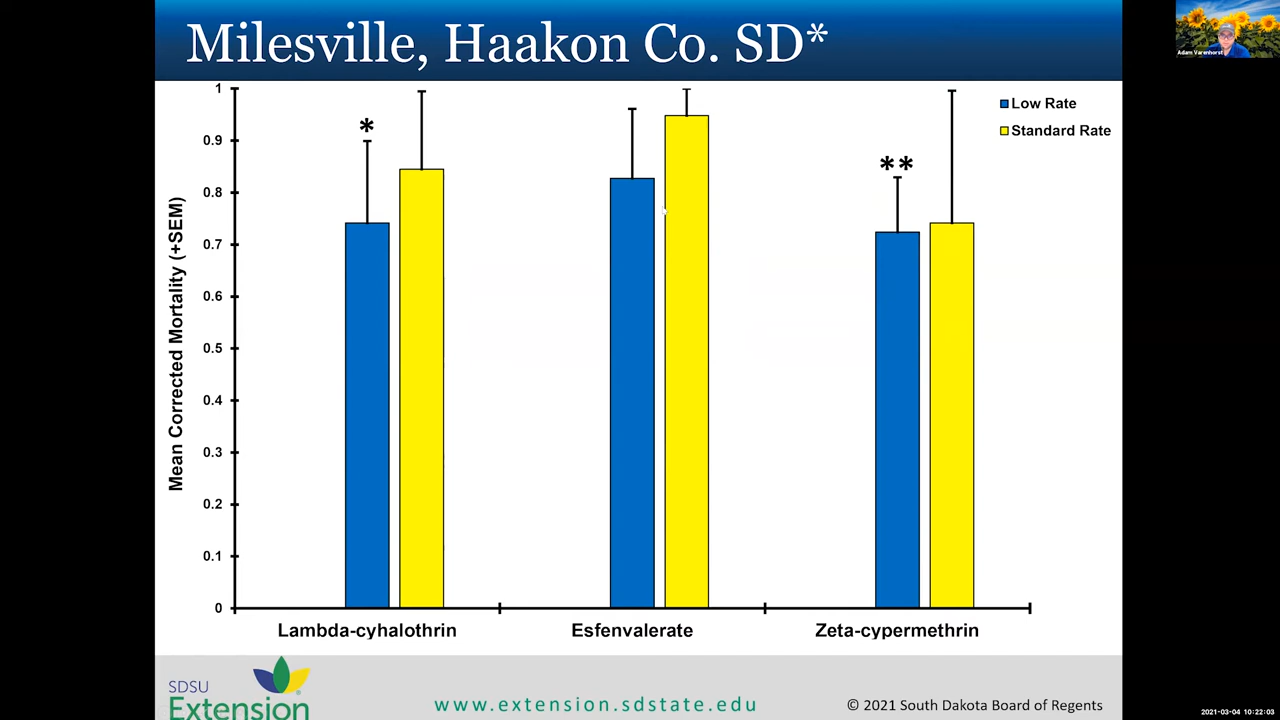 Milesville, Haakon Co. SD*
Adam Varenhorst
Mean Corrected Mortality (+SEM)
1
0.9
0.8
0.7
0.6
0.5
0.4
0.3
0.2
0.1
0
*
**
Low Rate
Standard Rate
Lambda-cyhalothrin
Esfenvalerate
Zeta-cypermethrin
SDSU
Extension
www.extension.sdstate.edu
© 2021 South Dakota Board of Regents
2021-03-04 10:22:03